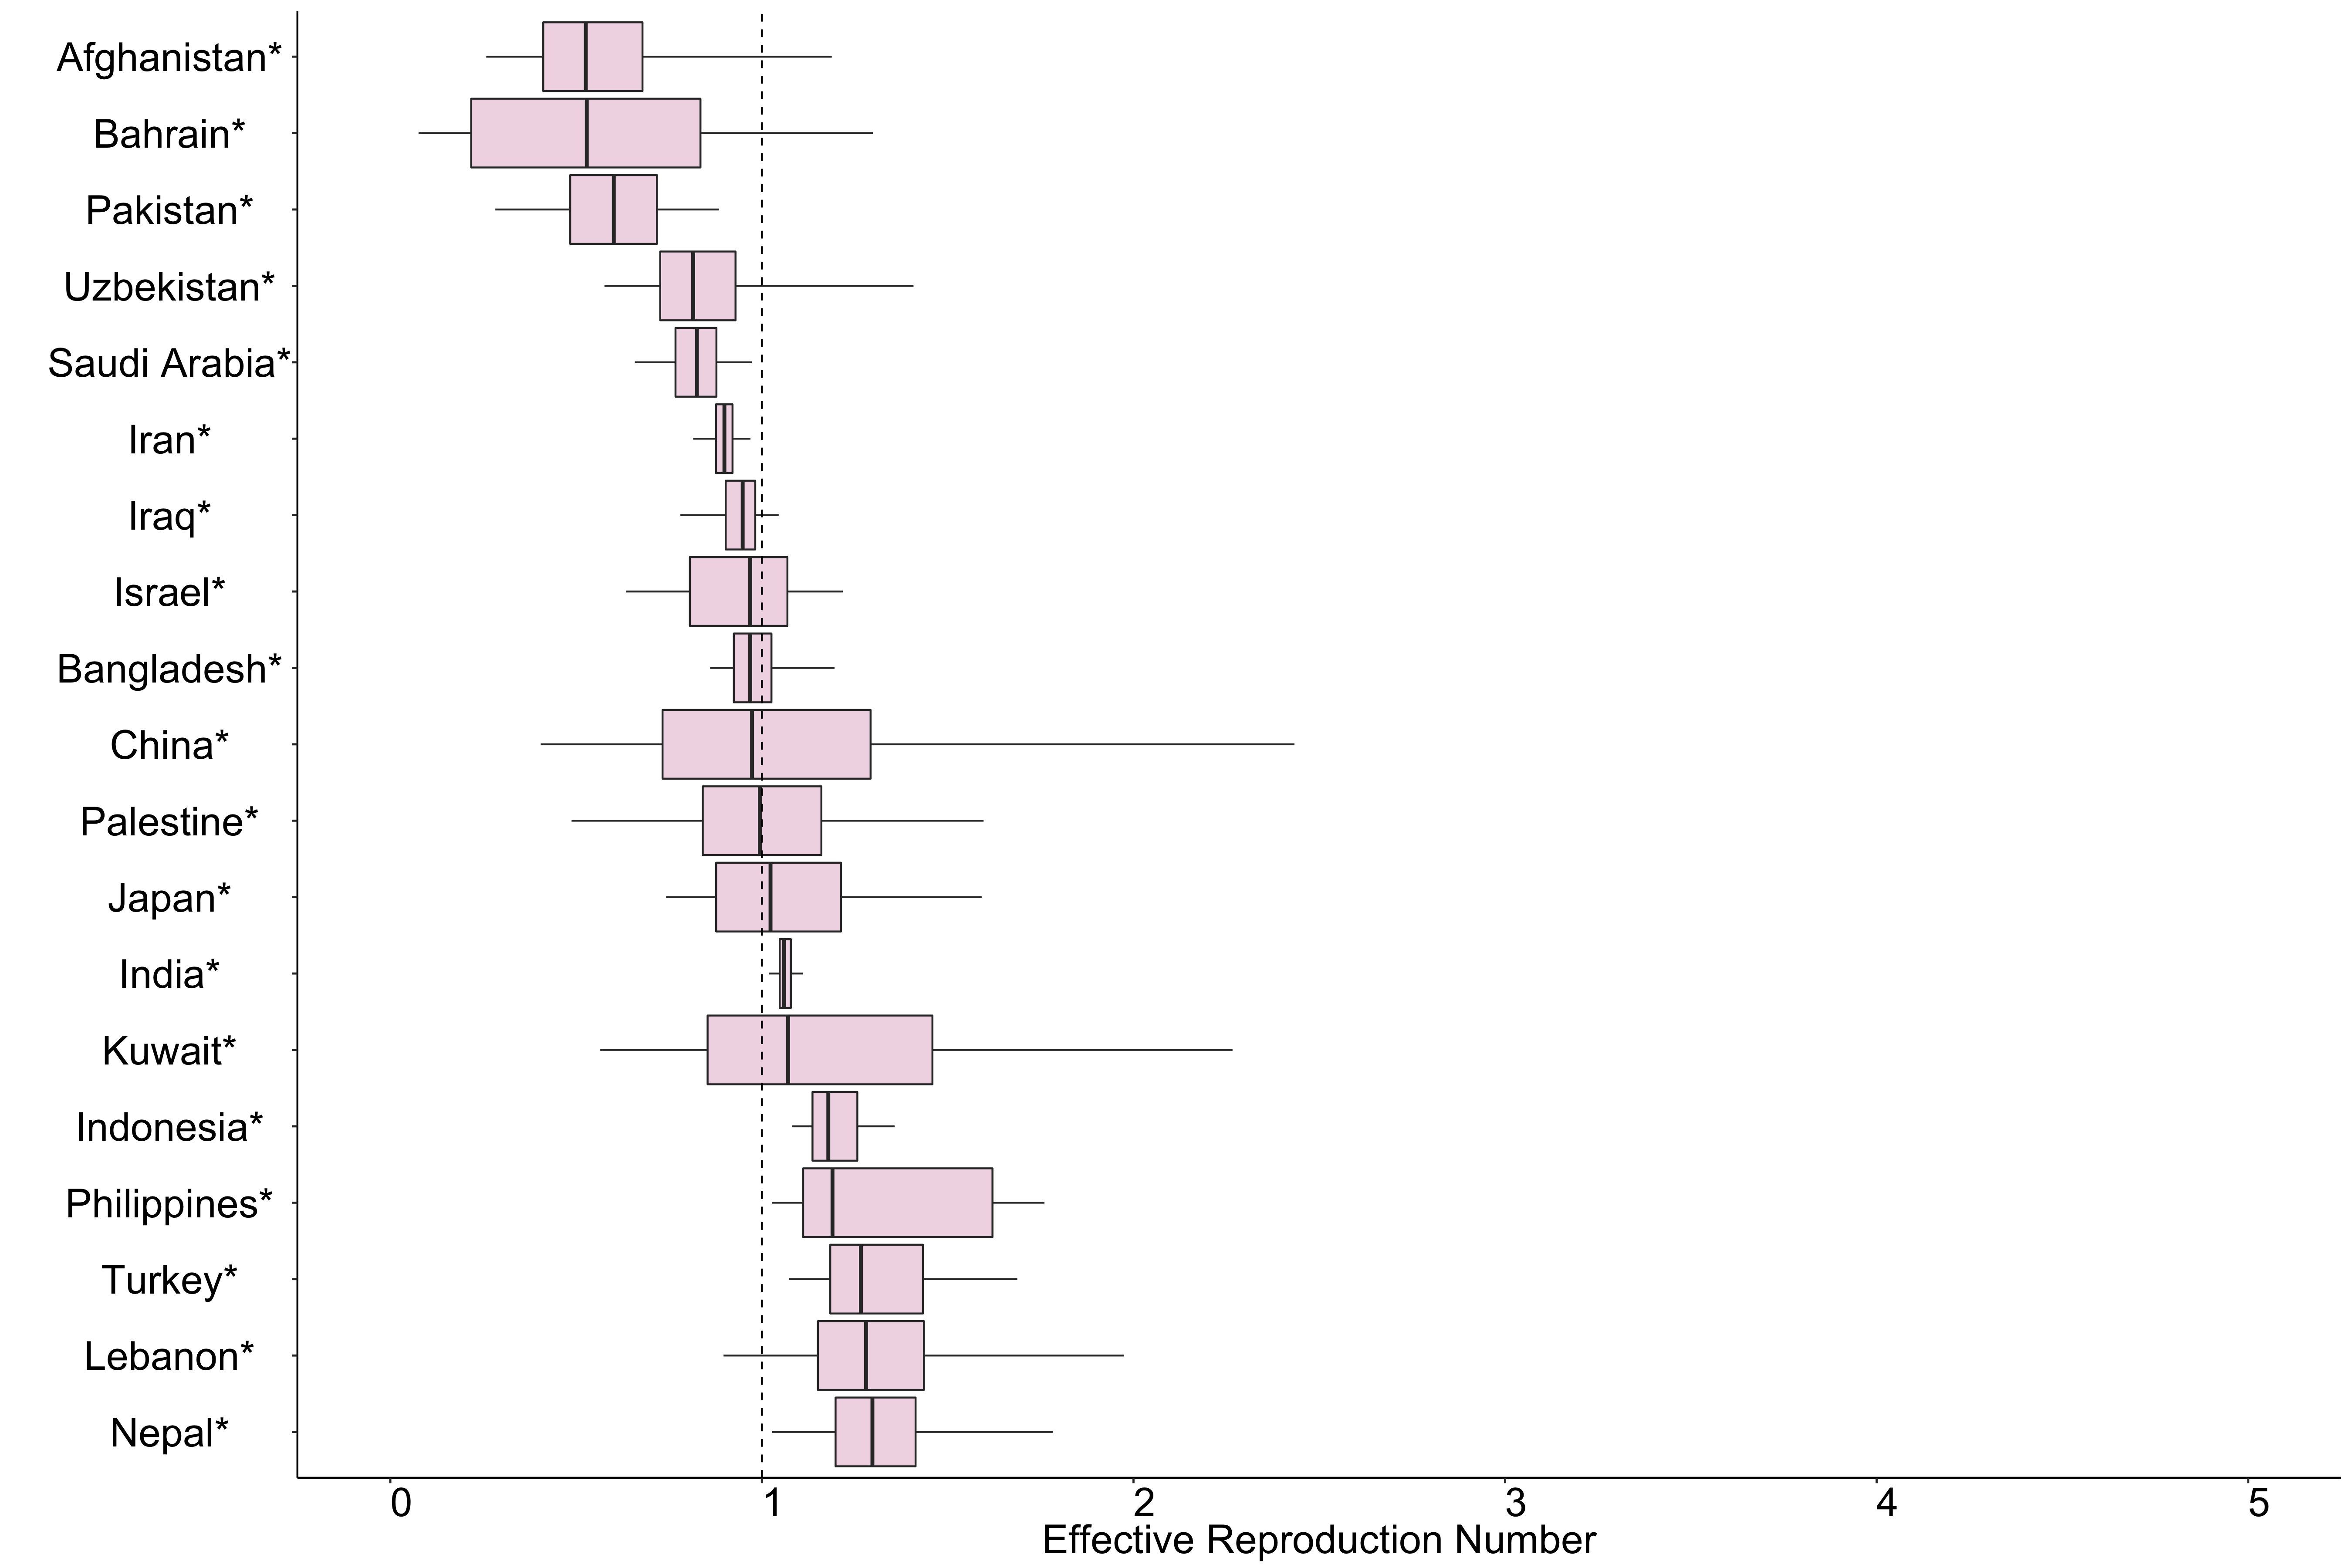 Afghanistan*
Bahrain*
Pakistan*
Uzbekistan*
Saudi Arabia*
Iran*
Iraq*
Israel*
Bangladesh*
China*
Palestine*
Japan*
India*
Kuwait*
Indonesia*
Philippines*
Turkey*
Lebanon*
Nepal*
0 1 2 3 4 5
Effective Reproduction Number